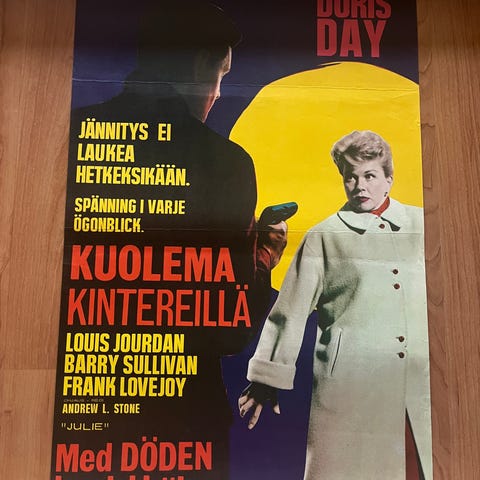 DORIS
DAY
JÄNNITYS EI
LAUKEA
HETKEKSIKÄÄN.
SPÄNNING I VARJE
ÖGONBLICK.
KUOLEMA
KINTEREILLÄ
LOUIS JOURDAN
BARRY SULLIVAN
FRANK LOVEJOY
ANDREW L. STONE
"JULIE"
Med DÖDEN